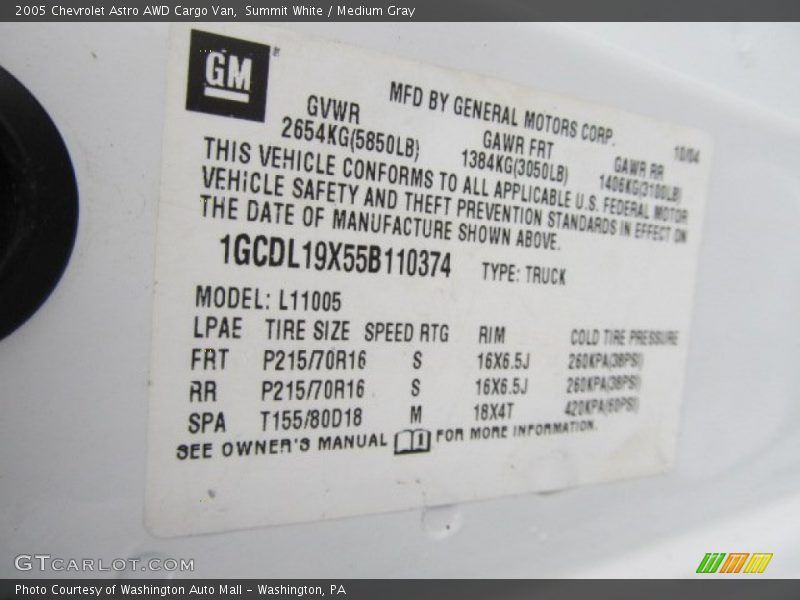 2005 Chevrolet Astro AWD Cargo Van, Summit White / Medium Gray
GM
MFD BY GENERAL MOTORS CORP.
10/04
GVWR GAWR FRT GAWR RR
2654KG(5850LB) 1384KG(3050LB) 1406KG(3100LB)
THIS VEHICLE CONFORMS TO ALL APPLICABLE U.S. FEDERAL MOTOR
VEHICLE SAFETY AND THEFT PREVENTION STANDARDS IN EFFECT ON
THE DATE OF MANUFACTURE SHOWN ABOVE.
1GCDL19X55B110374 TYPE: TRUCK
MODEL: L11005
LPAE TIRE SIZE SPEED RTG RIM COLD TIRE PRESSURE
FRT P215/70R16 S 16X6.5J 260KPA(38PSI)
RR P215/70R16 S 16X6.5J 260KPA(38PSI)
SPA T155/80D18 M 18X4T 420KPA(60PSI)
SEE OWNER'S MANUAL FOR MORE INFORMATION.
GTCARLOT.COM
Photo Courtesy of Washington Auto Mall - Washington, PA